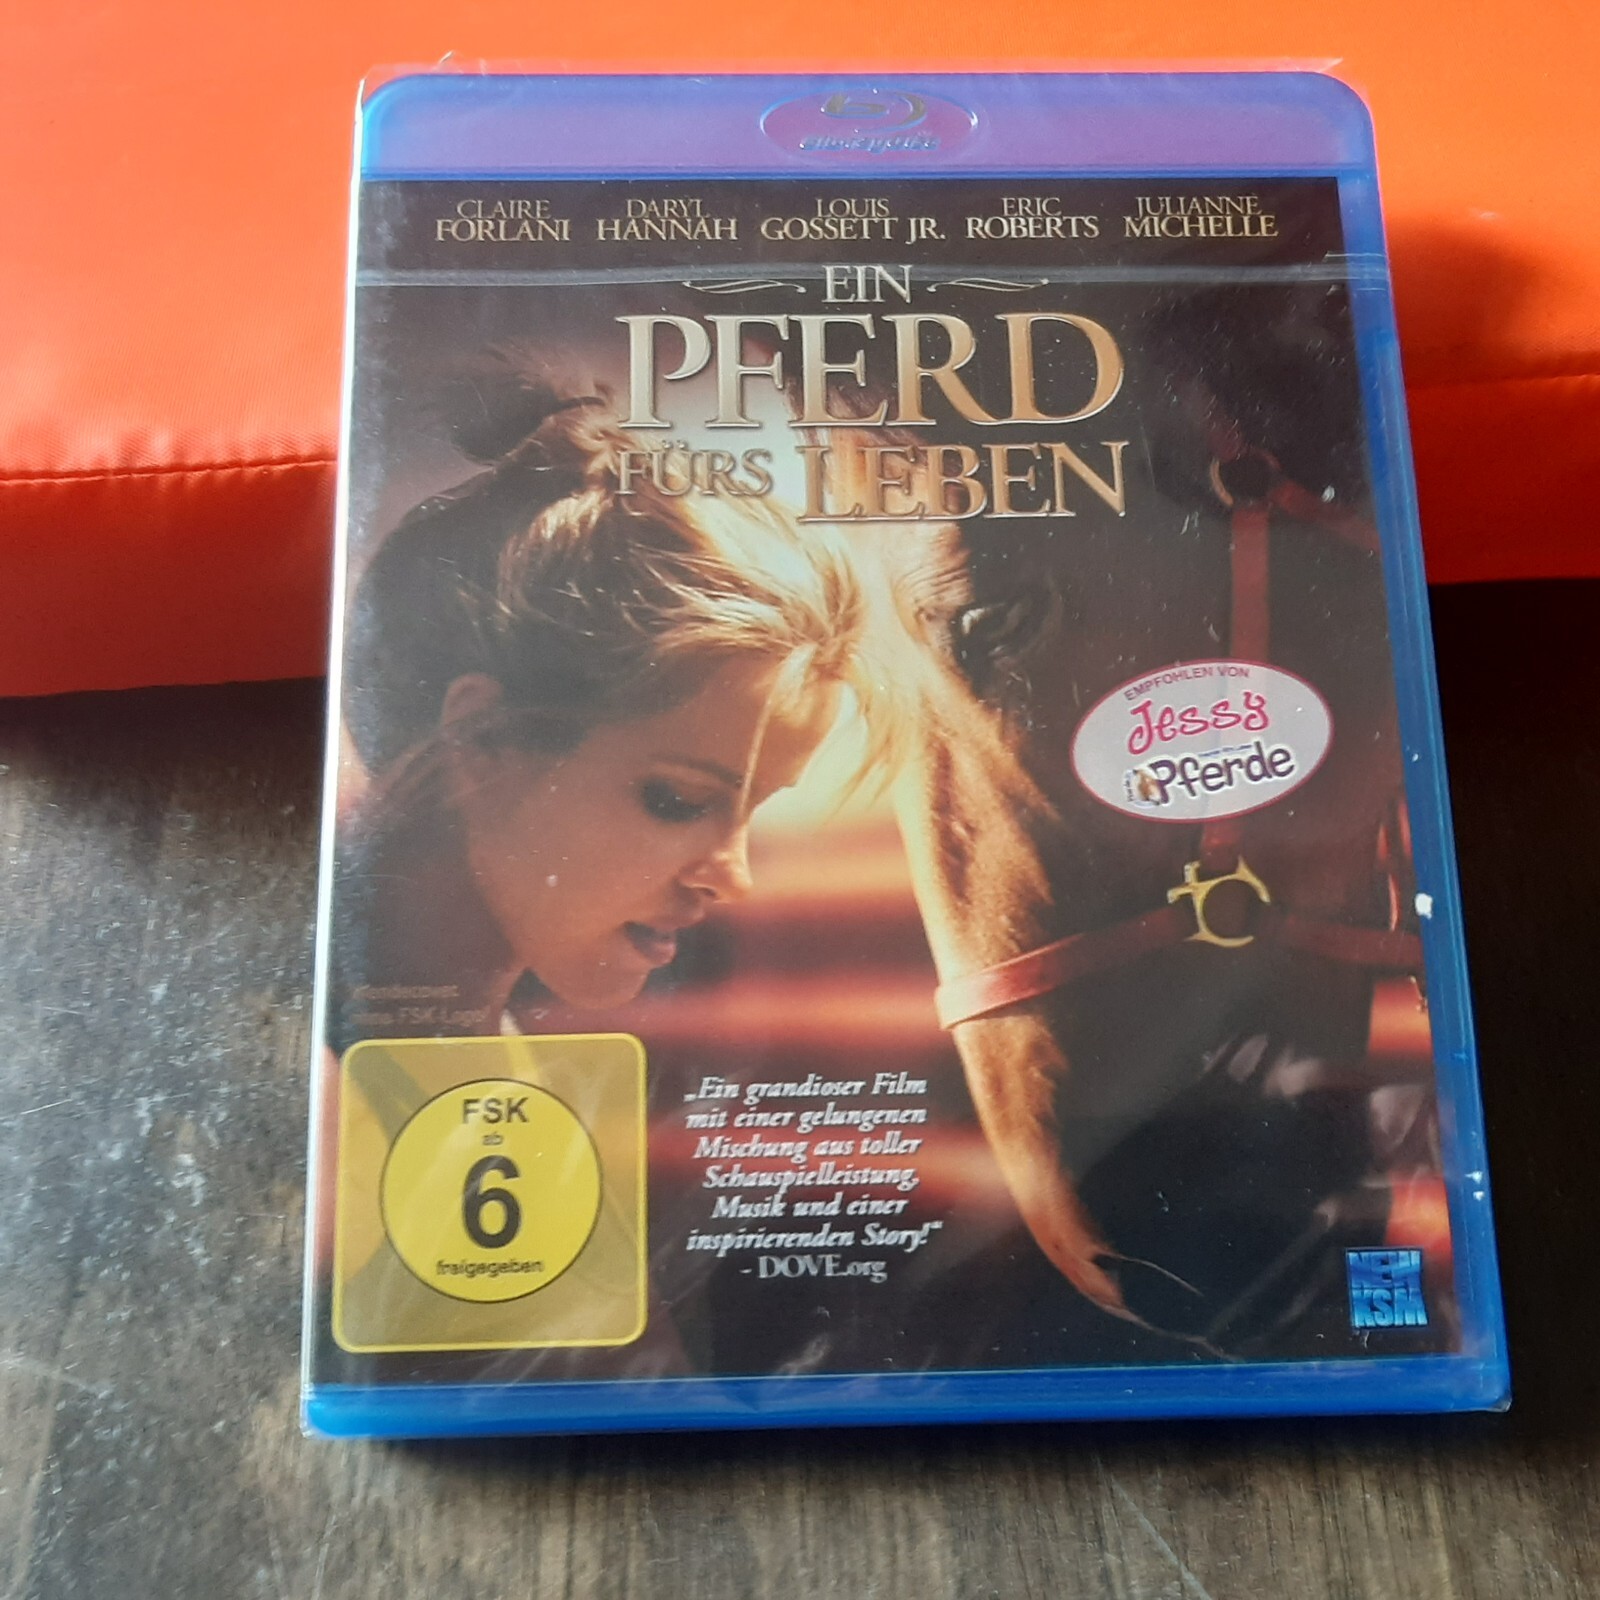 CLAIRE FORLANI
DARYL HANNAH
LOUIS GOSSETT JR.
ERIC ROBERTS
JULIANNE MICHELLE
EIN
PFERD
FÜRS LEBEN
EMPFOHLEN VON
Jessy
Pferde
FSK-Logo!
FSK
ab
6
freigegeben
„Ein grandioser Film
mit einer gelungenen
Mischung aus toller
Schauspielleistung,
Musik und einer
inspirierenden Story!“
- DOVE.org
NEW
KSM